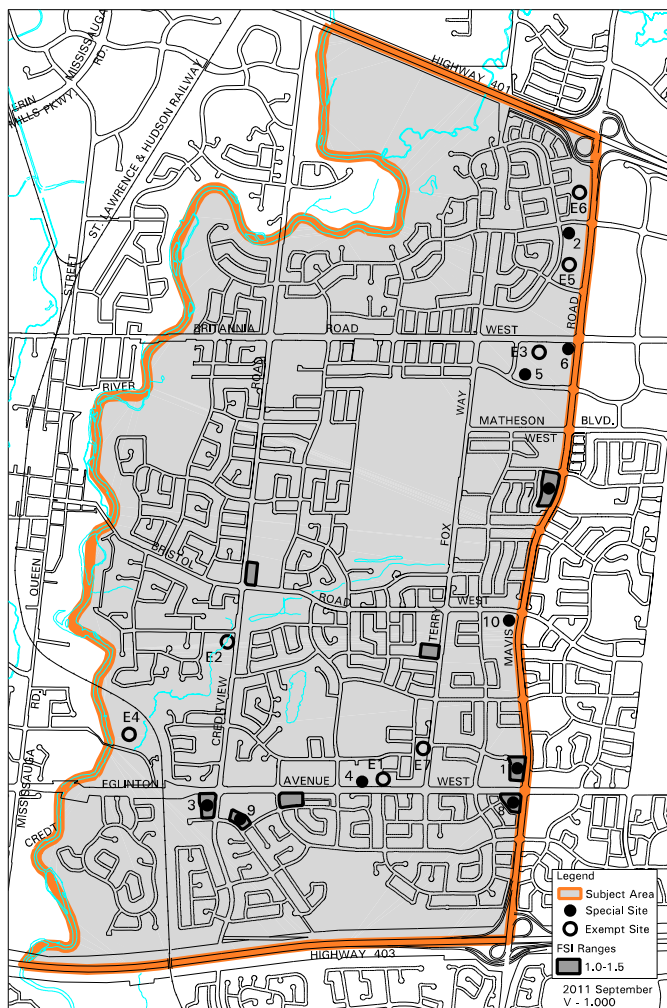 MISSISSAUGA
RD.
ERIN
MILLS PKWY
ST. LAWRENCE & HUDSON RAILWAY
HIGHWAY 401
E6
2
E5
STREET
ROAD
BRITANNIA ROAD WEST
E3
6
5
RIVER
ROAD
WAY
MATHESON BLVD.
WEST
7
BRISTOL
FOX
QUEEN
ROAD WEST
TERRY
10
MAVIS
E2
CREDITVIEW
RD.
E4
E7
1
E1
4
EGLINTON AVENUE WEST
MISSISSAUGA
3
9
8
CREDIT
HIGHWAY 403
Legend
Subject Area
Special Site
Exempt Site
FSI Ranges
1.0-1.5
2011 September
V - 1.000